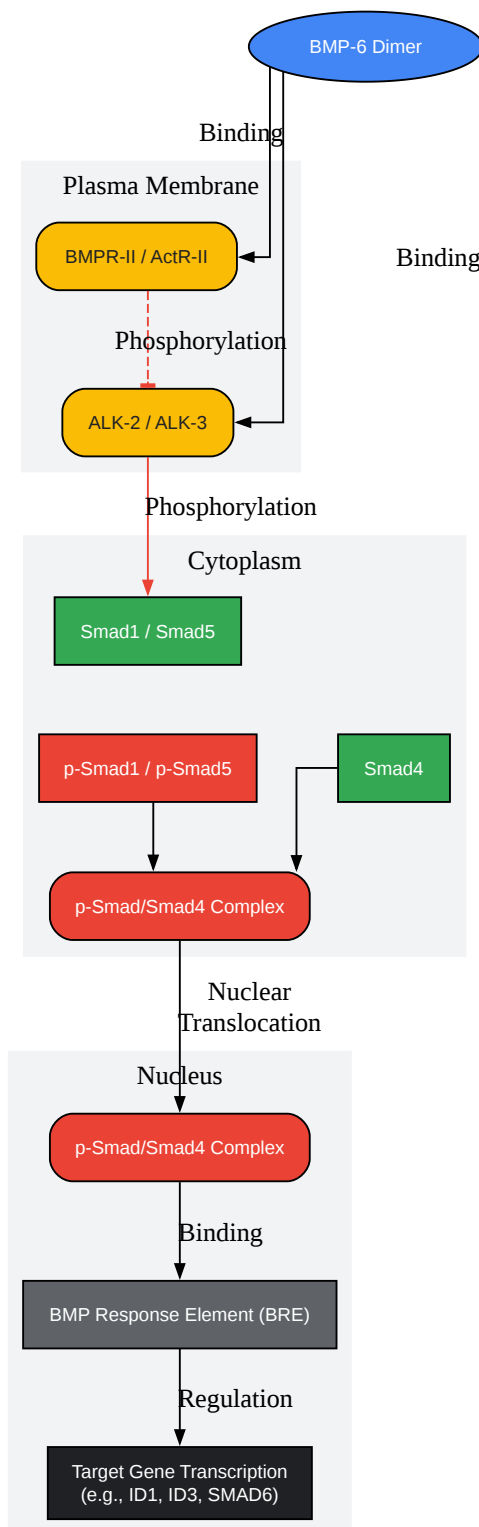 BMP-6 Dimer
Binding
Plasma Membrane
BMPR-II / ActR-II
Binding
Phosphorylation
ALK-2 / ALK-3
Phosphorylation
Cytoplasm
Smad1 / Smad5
p-Smad1 / p-Smad5
Smad4
p-Smad/Smad4 Complex
Nuclear
Translocation
Nucleus
p-Smad/Smad4 Complex
Binding
BMP Response Element (BRE)
Regulation
Target Gene Transcription
(e.g., ID1, ID3, SMAD6)